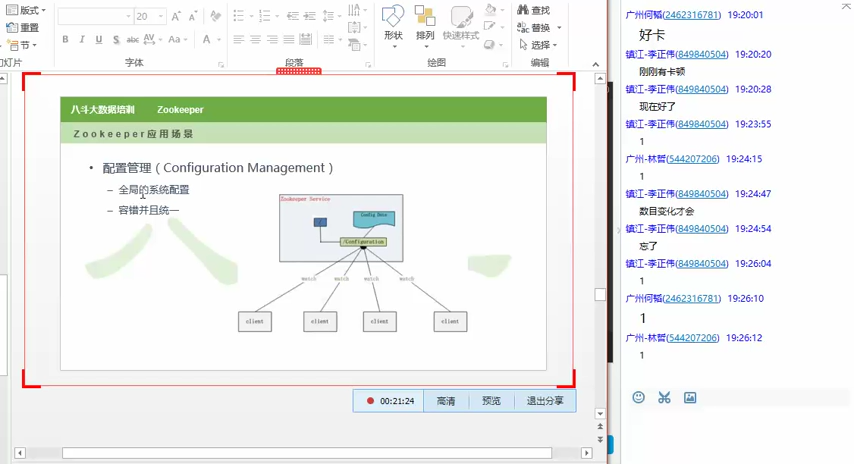 版式
重置
节
幻灯片
20
B I U S abc AV Aa A
字体
段落
形状 排列 快速样式
绘图
查找
替换
选择
编辑
八斗大数据培训 Zookeeper
Zookeeper应用场景
• 配置管理（Configuration Management）
– 全局的系统配置
– 容错并且统一
Zookeeper Service
/
Config Data
/Configuration
watch watch watch watch
client client client client
00:21:24 高清 预览 退出分享
广州何韬(2462316781) 19:20:01
好卡
镇江-李正伟(849840504) 19:20:20
刚刚有卡顿
镇江-李正伟(849840504) 19:20:28
现在好了
镇江-李正伟(849840504) 19:23:55
1
广州-林晢(544207206) 19:24:15
1
镇江-李正伟(849840504) 19:24:47
数目变化才会
镇江-李正伟(849840504) 19:24:54
忘了
镇江-李正伟(849840504) 19:26:04
1
广州何韬(2462316781) 19:26:10
1
广州-林晢(544207206) 19:26:12
1